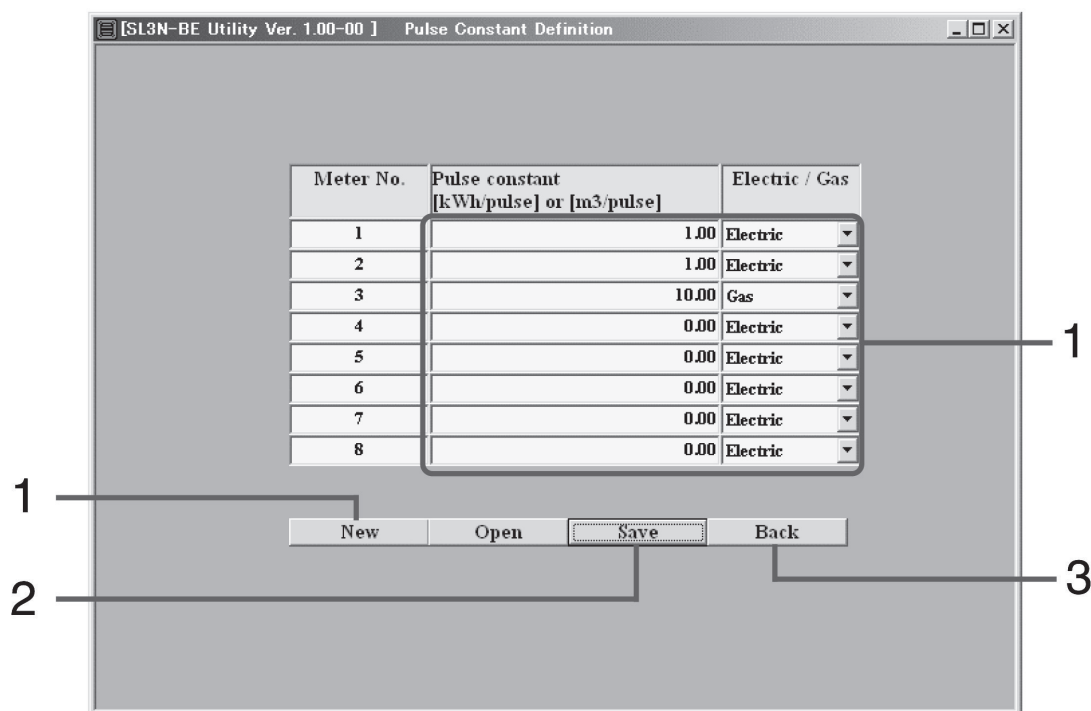 [SL3N-BE Utility Ver. 1.00-00 ] Pulse Constant Definition
Meter No. Pulse constant Electric / Gas
[kWh/pulse] or [m3/pulse]
1 1.00 Electric
2 1.00 Electric
3 10.00 Gas
4 0.00 Electric
1
5 0.00 Electric
6 0.00 Electric
7 0.00 Electric
8 0.00 Electric
1
New Open Save Back
2
3